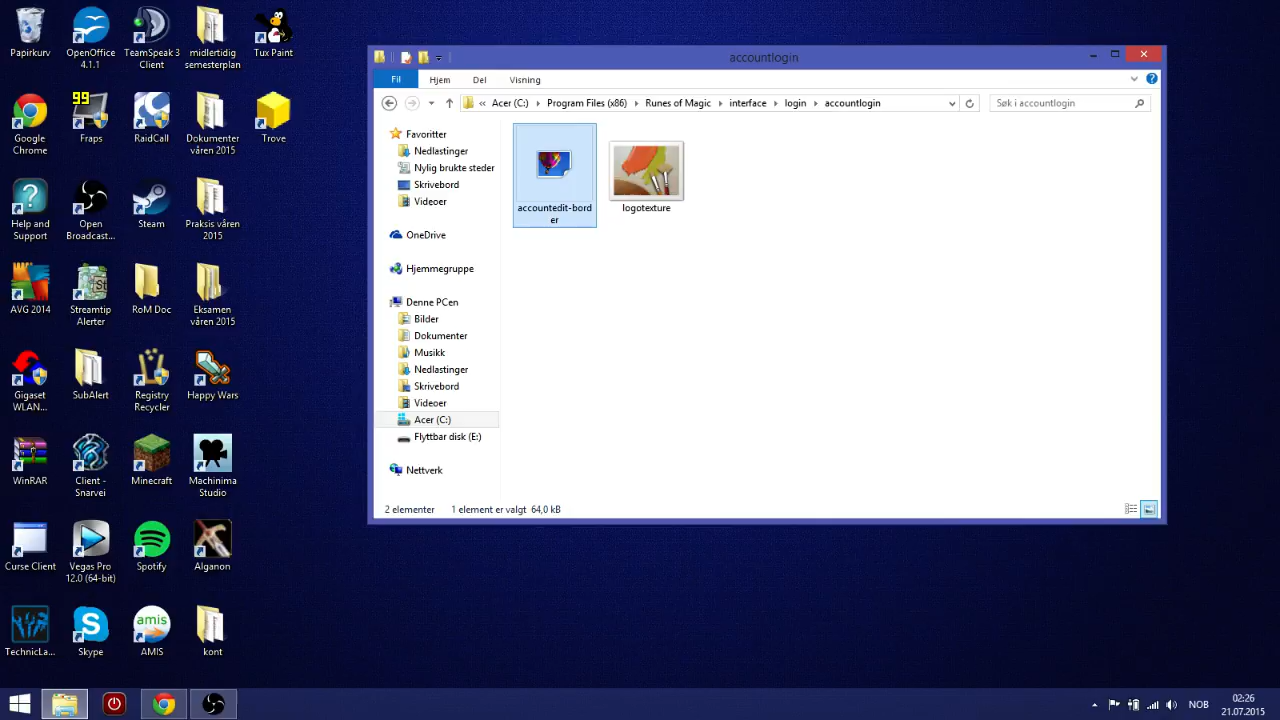 Papirkurv
OpenOffice
4.1.1
TeamSpeak 3
Client
midlertidig
semesterplan
Tux Paint
Google
Chrome
99
Fraps
RaidCall
Dokumenter
våren 2015
Trove
Help and
Support
Open
Broadcast...
Steam
Praksis våren
2015
AVG 2014
Streamtip
Alerter
RoM Doc
Eksamen
våren 2015
Gigaset
WLAN...
SubAlert
Registry
Recycler
Happy Wars
WinRAR
Client -
Snarvei
Minecraft
Machinima
Studio
Curse Client
Vegas Pro
12.0 (64-bit)
Spotify
Alganon
TechnicLa...
Skype
amis
AMIS
kont
accountlogin
Fil
Hjem
Del
Visning
« Acer (C:) Program Files (x86) Runes of Magic interface login accountlogin
Søk i accountlogin
Favoritter
Nedlastinger
Nylig brukte steder
Skrivebord
Videoer
OneDrive
Hjemmegruppe
Denne PCen
Bilder
Dokumenter
Musikk
Nedlastinger
Skrivebord
Videoer
Acer (C:)
Flyttbar disk (E:)
Nettverk
accountedit-bord
er
logotexture
2 elementer 1 element er valgt 64,0 kB
NOB
02:26
21.07.2015